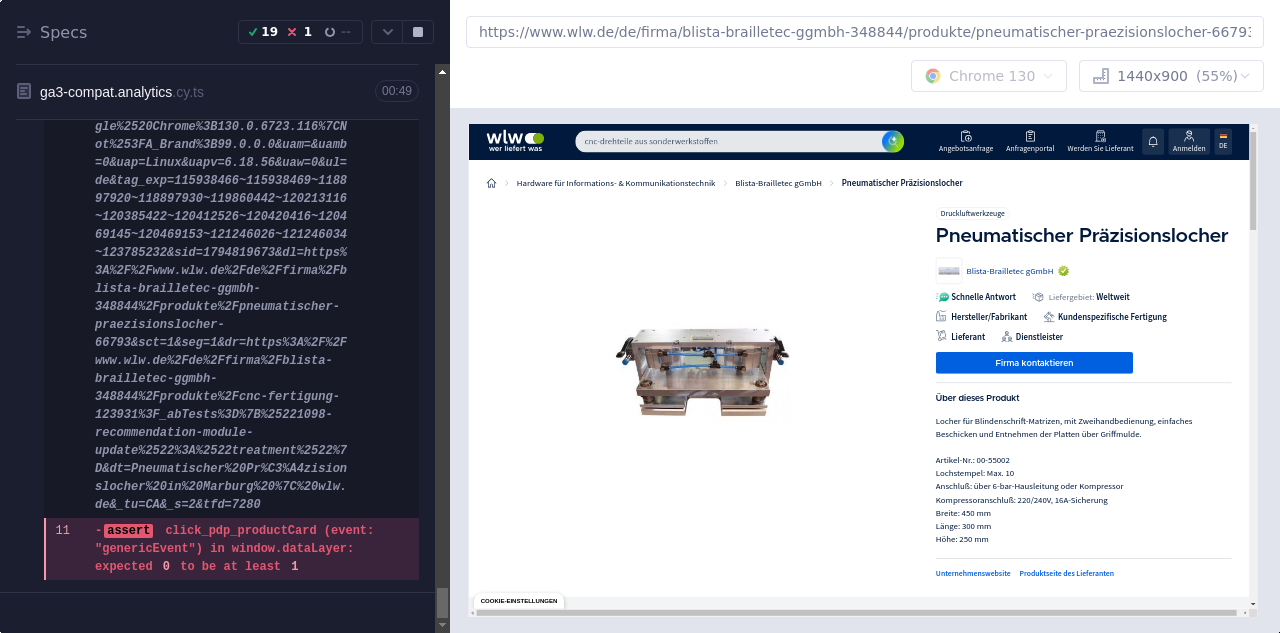 Specs
19
1
--
https://www.wlw.de/de/firma/blista-brailletec-ggmbh-348844/produkte/pneumatischer-praezisionslocher-66793
Chrome 130
1440x900 (55%)
ga3-compat.analytics.cy.ts
00:49
gle%2520Chrome%3B130.0.6723.116%7CN
ot%253FA_Brand%3B99.0.0.0&uam=&uamb
=0&uap=Linux&uapv=6.18.56&uaw=0&ul=
de&tag_exp=115938466~115938469~1188
97920~118897930~119860442~120213116
~120385422~120412526~120420416~1204
69145~120469153~121246026~121246034
~123785232&sid=1794819673&dl=https%
3A%2F%2Fwww.wlw.de%2Fde%2Ffirma%2Fb
lista-brailletec-ggmbh-
348844%2Fprodukte%2Fpneumatischer-
praezisionslocher-
66793&sct=1&seg=1&dr=https%3A%2F%2F
www.wlw.de%2Fde%2Ffirma%2Fblista-
brailletec-ggmbh-
348844%2Fprodukte%2Fcnc-fertigung-
123931%3F_abTests%3D%7B%25221098-
recommendation-module-
update%2522%3A%2522treatment%2522%7
D&dt=Pneumatischer%20Pr%C3%A4zision
slocher%20in%20Marburg%20%7C%20wlw.
de&_tu=CA&_s=2&tfd=7280
11 -assert click_pdp_productCard (event:
"genericEvent") in window.dataLayer:
expected 0 to be at least 1
wlw
wer liefert was
cnc-drehteile aus sonderwerkstoffen
Angebotsanfrage
Anfragenportal
Werden Sie Lieferant
Anmelden
DE
Hardware für Informations- & Kommunikationstechnik
Blista-Brailletec gGmbH
Pneumatischer Präzisionslocher
Druckluftwerkzeuge
Pneumatischer Präzisionslocher
Blista-Brailletec gGmbH
Schnelle Antwort
Liefergebiet: Weltweit
Hersteller/Fabrikant
Kundenspezifische Fertigung
Lieferant
Dienstleister
Firma kontaktieren
Über dieses Produkt
Locher für Blindenschrift-Matrizen, mit Zweihandbedienung, einfaches
Beschicken und Entnehmen der Platten über Griffmulde.
Artikel-Nr.: 00-55002
Lochstempel: Max. 10
Anschluß: über 6-bar-Hausleitung oder Kompressor
Kompressoranschluß: 220/240V, 16A-Sicherung
Breite: 450 mm
Länge: 300 mm
Höhe: 250 mm
Unternehmenswebsite
Produktseite des Lieferanten
COOKIE-EINSTELLUNGEN